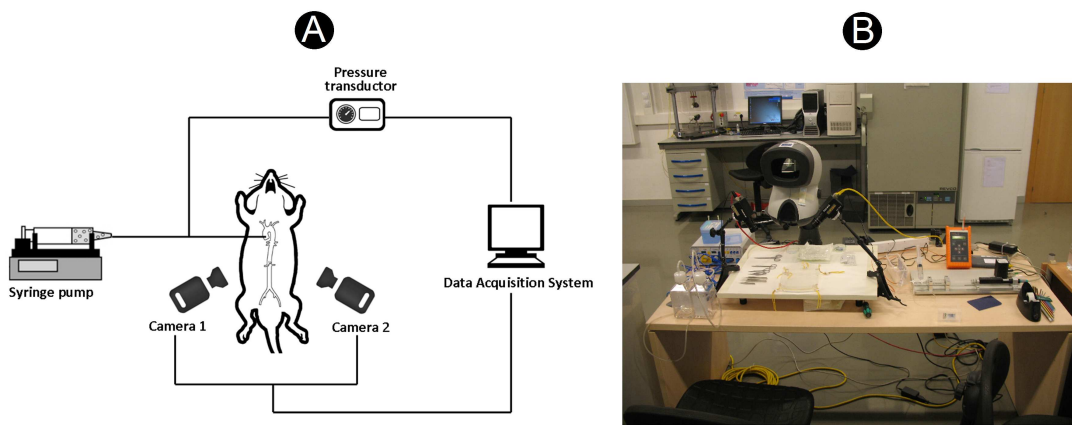 A
B
Pressure
transductor
Syringe pump
Camera 1
Camera 2
Data Acquisition System